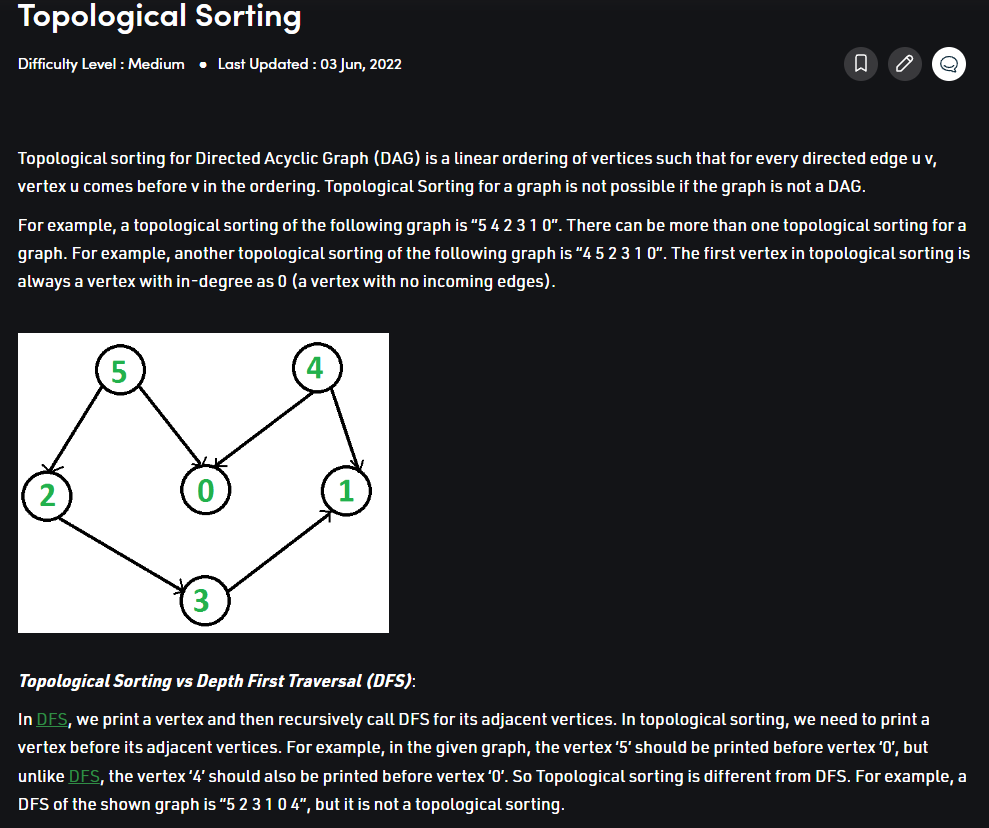 Topological Sorting
Difficulty Level : Medium ● Last Updated : 03 Jun, 2022
Topological sorting for Directed Acyclic Graph (DAG) is a linear ordering of vertices such that for every directed edge u v,
vertex u comes before v in the ordering. Topological Sorting for a graph is not possible if the graph is not a DAG.
For example, a topological sorting of the following graph is “5 4 2 3 1 0”. There can be more than one topological sorting for a
graph. For example, another topological sorting of the following graph is “4 5 2 3 1 0”. The first vertex in topological sorting is
always a vertex with in-degree as 0 (a vertex with no incoming edges).
5 4
2 0 1
3
Topological Sorting vs Depth First Traversal (DFS):
In DFS, we print a vertex and then recursively call DFS for its adjacent vertices. In topological sorting, we need to print a
vertex before its adjacent vertices. For example, in the given graph, the vertex ‘5’ should be printed before vertex ‘0’, but
unlike DFS, the vertex ‘4’ should also be printed before vertex ‘0’. So Topological sorting is different from DFS. For example, a
DFS of the shown graph is “5 2 3 1 0 4”, but it is not a topological sorting.